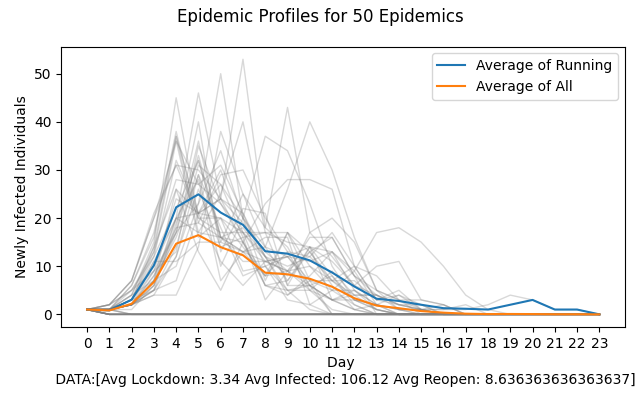 Epidemic Profiles for 50 Epidemics
Average of Running
Average of All
Newly Infected Individuals
50
40
30
20
10
0
0 1 2 3 4 5 6 7 8 9 10 11 12 13 14 15 16 17 18 19 20 21 22 23
Day
DATA:[Avg Lockdown: 3.34 Avg Infected: 106.12 Avg Reopen: 8.636363636363637]